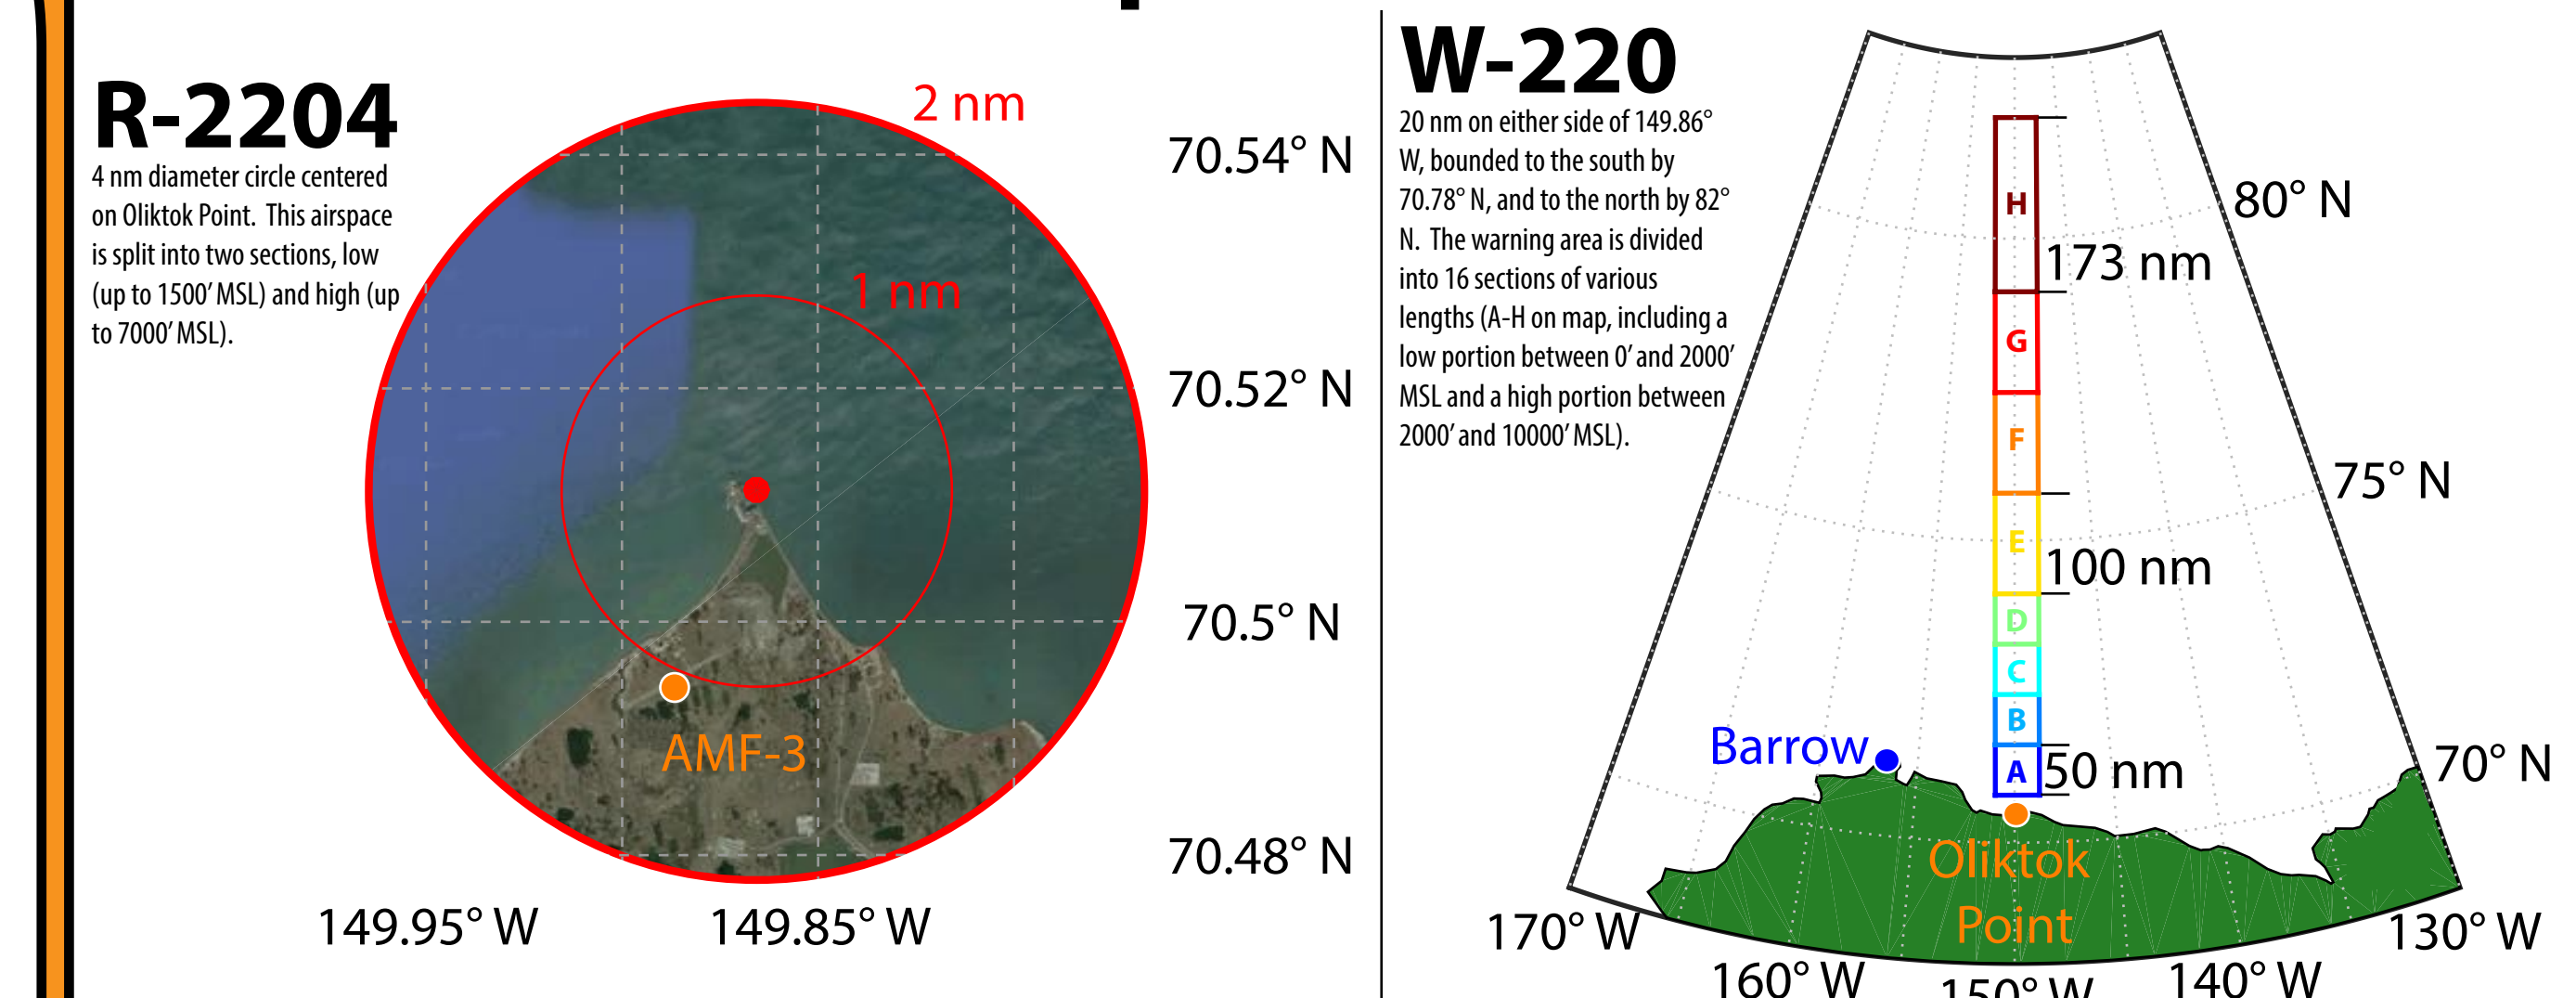 R-2204
4 nm diameter circle centered
on Oliktok Point.  This airspace
is split into two sections, low
(up to 1500’ MSL) and high (up
to 7000’ MSL).
2 nm
1 nm
AMF-3
70.54° N
70.52° N
70.5° N
70.48° N
149.95° W
149.85° W
W-220
20 nm on either side of 149.86°
W, bounded to the south by
70.78° N, and to the north by 82°
N.  The warning area is divided
into 16 sections of various
lengths (A-H on map, including a
low portion between 0’ and 2000’
MSL and a high portion between
2000’ and 10000’ MSL).
H
G
F
E
D
C
B
A
173 nm
100 nm
50 nm
Barrow
Oliktok
Point
80° N
75° N
70° N
170° W
160° W
150° W
140° W
130° W